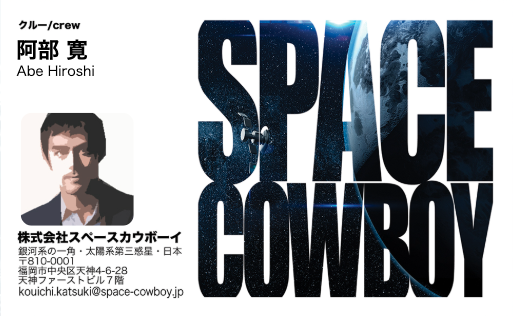 クルー/crew
阿部 寛
Abe Hiroshi
株式会社スペースカウボーイ
銀河系の一角・太陽系第三惑星・日本
〒810-0001
福岡市中央区天神4-6-28
天神ファーストビル７階
kouichi.katsuki@space-cowboy.jp
SPACE
COWBOY